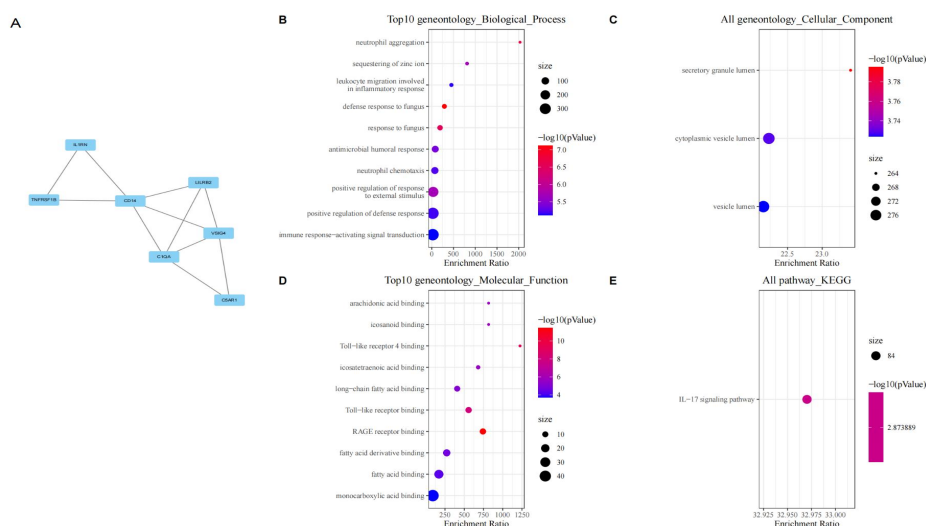 A
IL1RN
TNFRSF1B
CD14
LILRB2
VSIG4
C1QA
C5AR1
B
Top10 geneontology_Biological_Process
neutrophil aggregation
sequestering of zinc ion
leukocyte migration involved
in inflammatory response
defense response to fungus
response to fungus
antimicrobial humoral response
neutrophil chemotaxis
positive regulation of response
to external stimulus
positive regulation of defense response
immune response−activating signal transduction
0 500 1000 1500 2000
Enrichment Ratio
size
100
200
300
−log10(pValue)
7.0
6.5
6.0
5.5
C
All geneontology_Cellular_Component
secretory granule lumen
cytoplasmic vesicle lumen
vesicle lumen
22.5 23.0
Enrichment Ratio
−log10(pValue)
3.78
3.76
3.74
size
264
268
272
276
D
Top10 geneontology_Molecular_Function
arachidonic acid binding
icosanoid binding
Toll−like receptor 4 binding
icosatetraenoic acid binding
long−chain fatty acid binding
Toll−like receptor binding
RAGE receptor binding
fatty acid derivative binding
fatty acid binding
monocarboxylic acid binding
250 500 750 1000 1250
Enrichment Ratio
−log10(pValue)
10
8
6
4
size
10
20
30
40
E
All pathway_KEGG
IL−17 signaling pathway
32.925 32.950 32.975 33.000
Enrichment Ratio
size
84
−log10(pValue)
2.873889